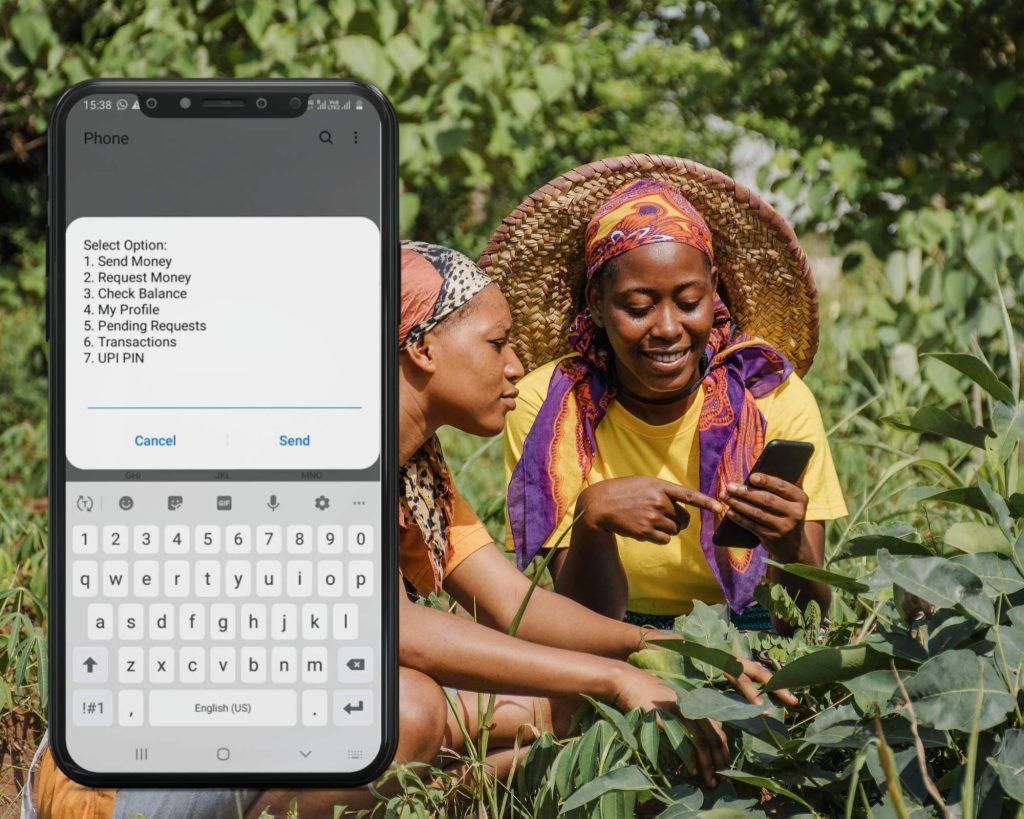 15:38
Phone
Select Option:
1. Send Money
2. Request Money
3. Check Balance
4. My Profile
5. Pending Requests
6. Transactions
7. UPI PIN
Cancel Send
GHI JKL MNO
GIF
1 2 3 4 5 6 7 8 9 0
q w e r t y u i o p
a s d f g h j k l
z x c v b n m
!#1 , English (US) .